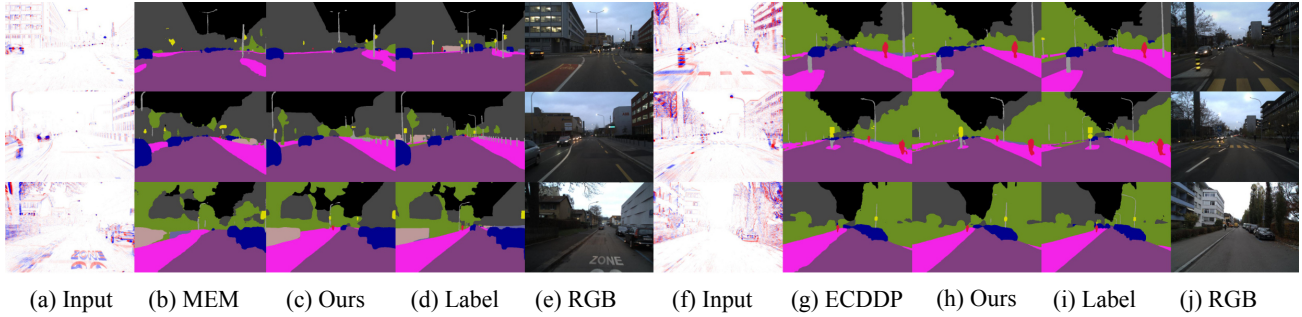 ZONE
(a) Input (b) MEM (c) Ours (d) Label (e) RGB (f) Input (g) ECDDP (h) Ours (i) Label (j) RGB